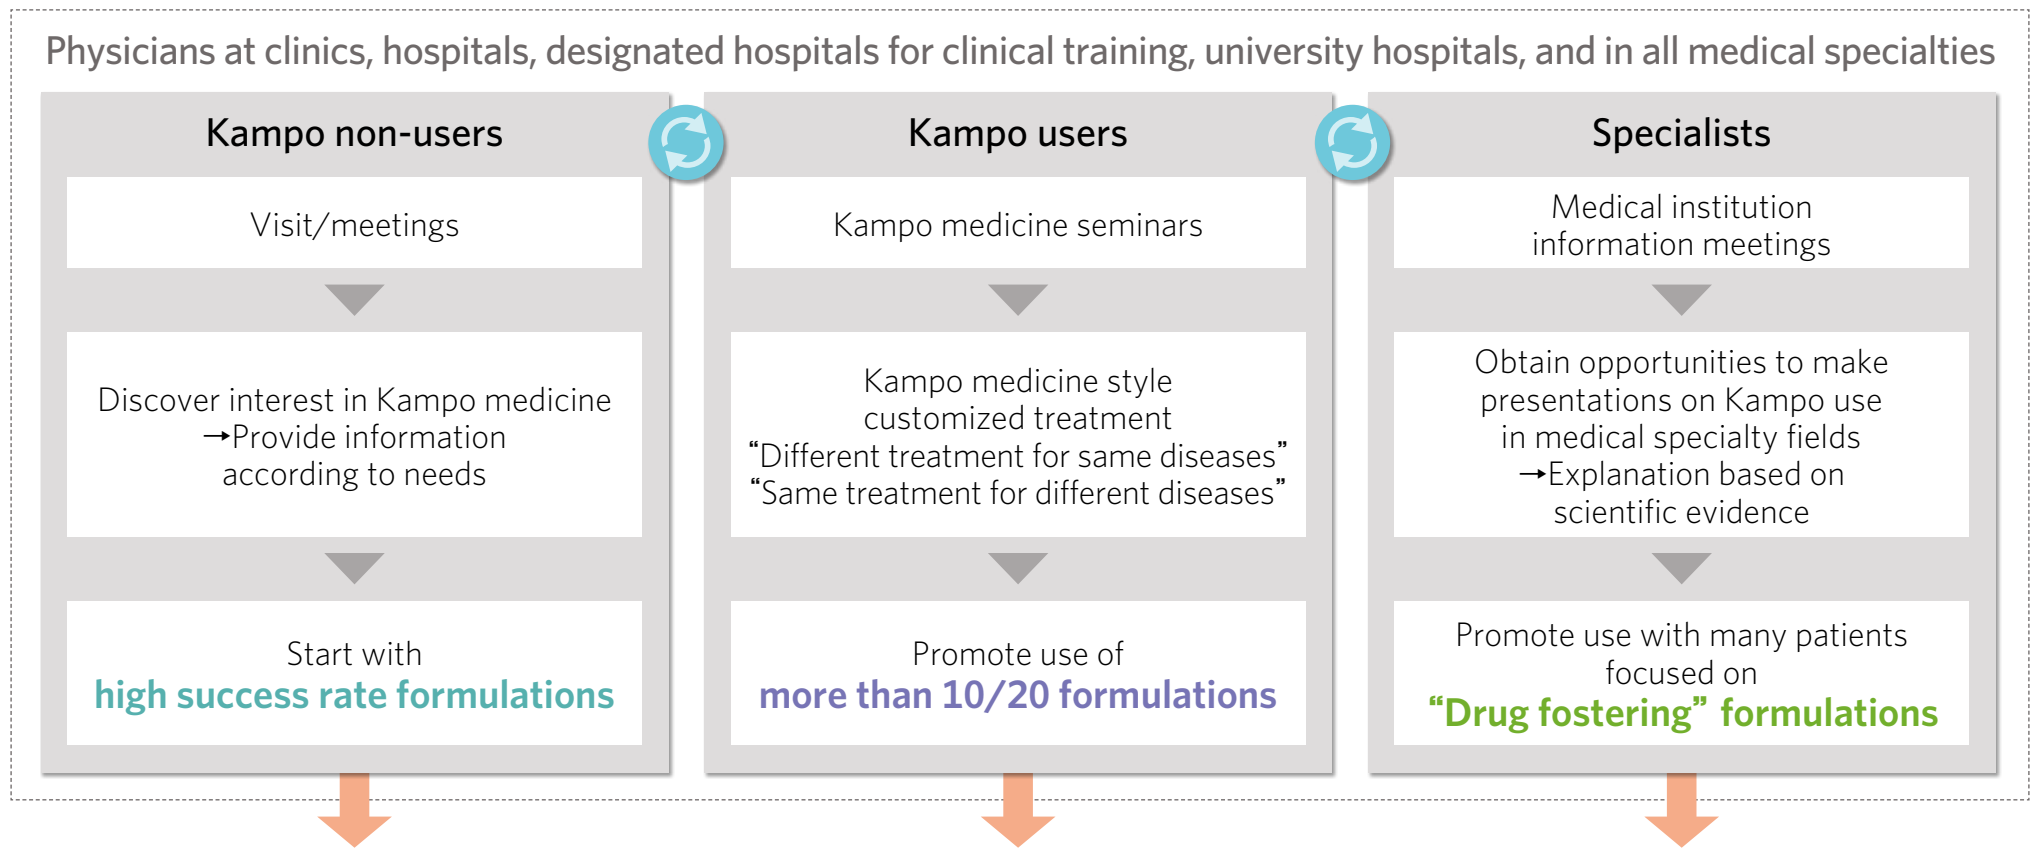 Physicians at clinics, hospitals, designated hospitals for clinical training, university hospitals, and in all medical specialties
Kampo non-users
Visit/meetings
Discover interest in Kampo medicine
→Provide information
according to needs
Start with
high success rate formulations
Kampo users
Kampo medicine seminars
Kampo medicine style
customized treatment
“Different treatment for same diseases”
“Same treatment for different diseases”
Promote use of
more than 10/20 formulations
Specialists
Medical institution
information meetings
Obtain opportunities to make
presentations on Kampo use
in medical specialty fields
→Explanation based on
scientific evidence
Promote use with many patients
focused on
“Drug fostering” formulations